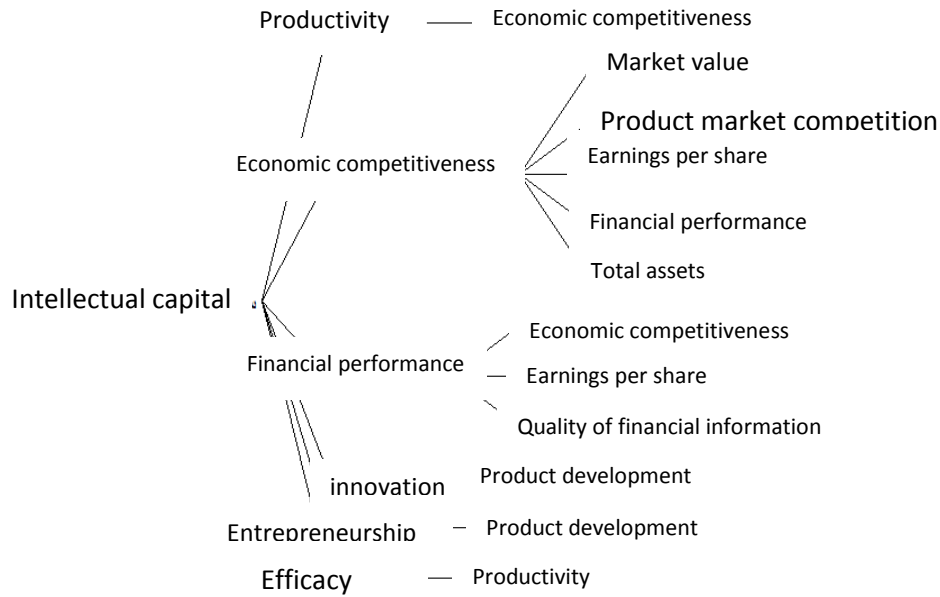 Productivity
Economic competitiveness
Market value
Product market competition
Economic competitiveness
Earnings per share
Financial performance
Total assets
Intellectual capital
Economic competitiveness
Financial performance
Earnings per share
Quality of financial information
innovation
Product development
Entrepreneurship
Product development
Efficacy
Productivity